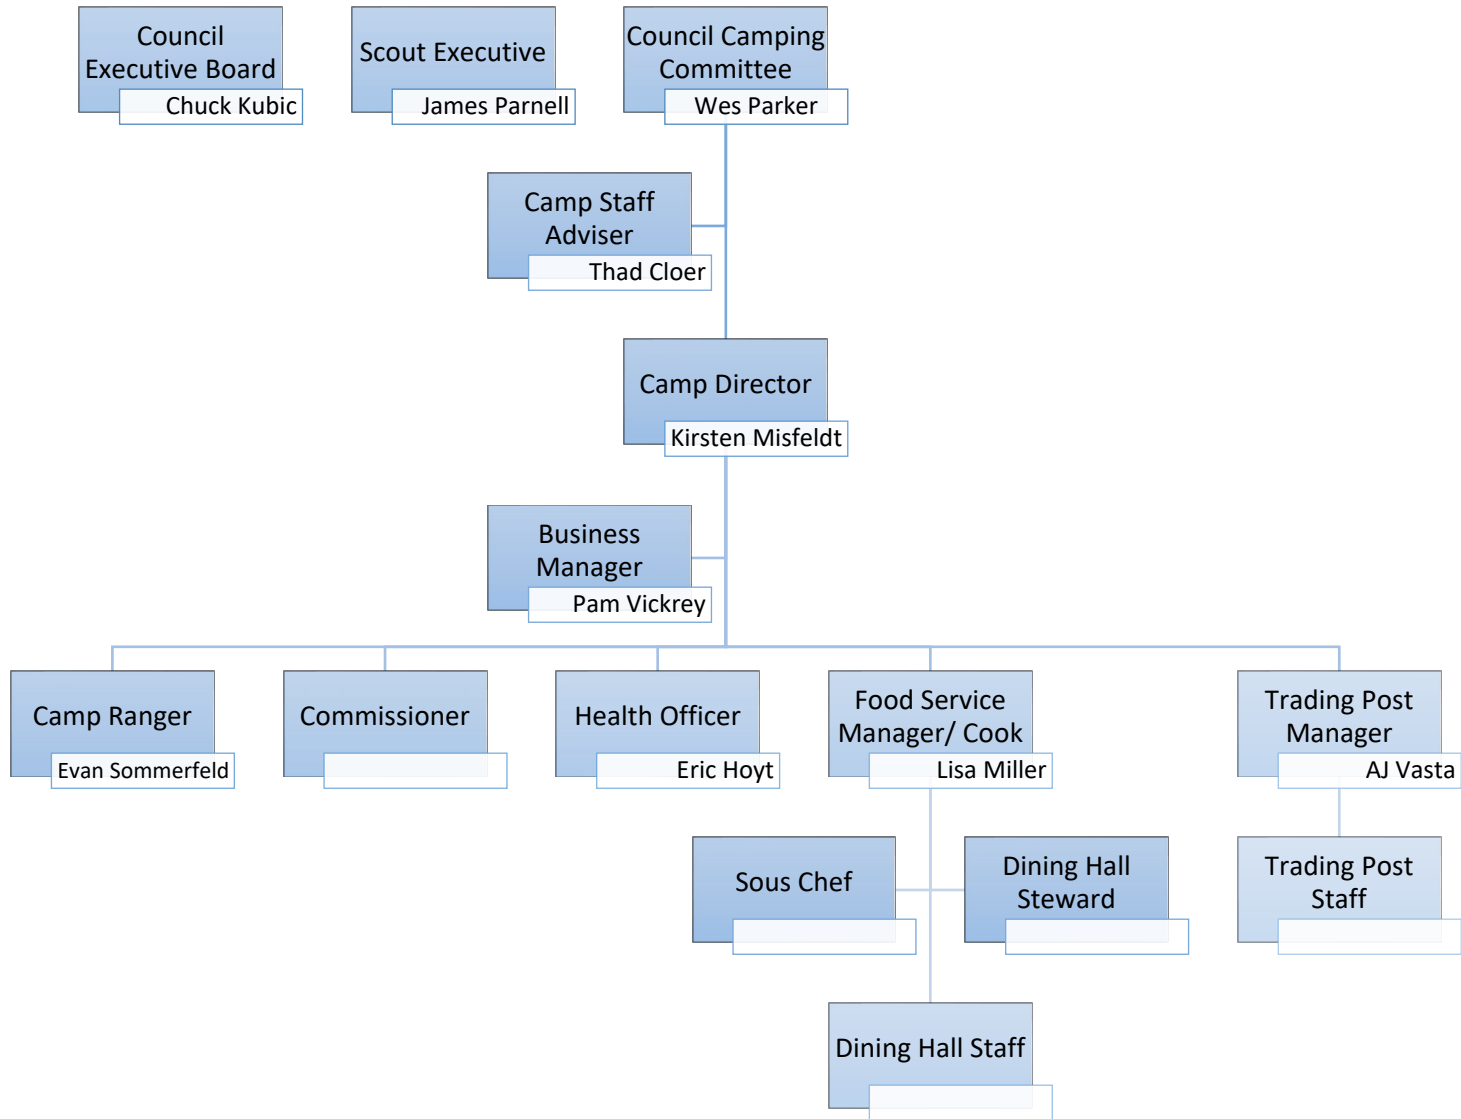 Council
Executive Board
Chuck Kubic
Scout Executive
James Parnell
Council Camping
Committee
Wes Parker
Camp Staff
Adviser
Thad Cloer
Camp Director
Kirsten Misfeldt
Business
Manager
Pam Vickrey
Camp Ranger
Evan Sommerfeld
Commissioner
Health Officer
Eric Hoyt
Food Service
Manager/ Cook
Lisa Miller
Trading Post
Manager
AJ Vasta
Sous Chef
Dining Hall
Steward
Trading Post
Staff
Dining Hall Staff